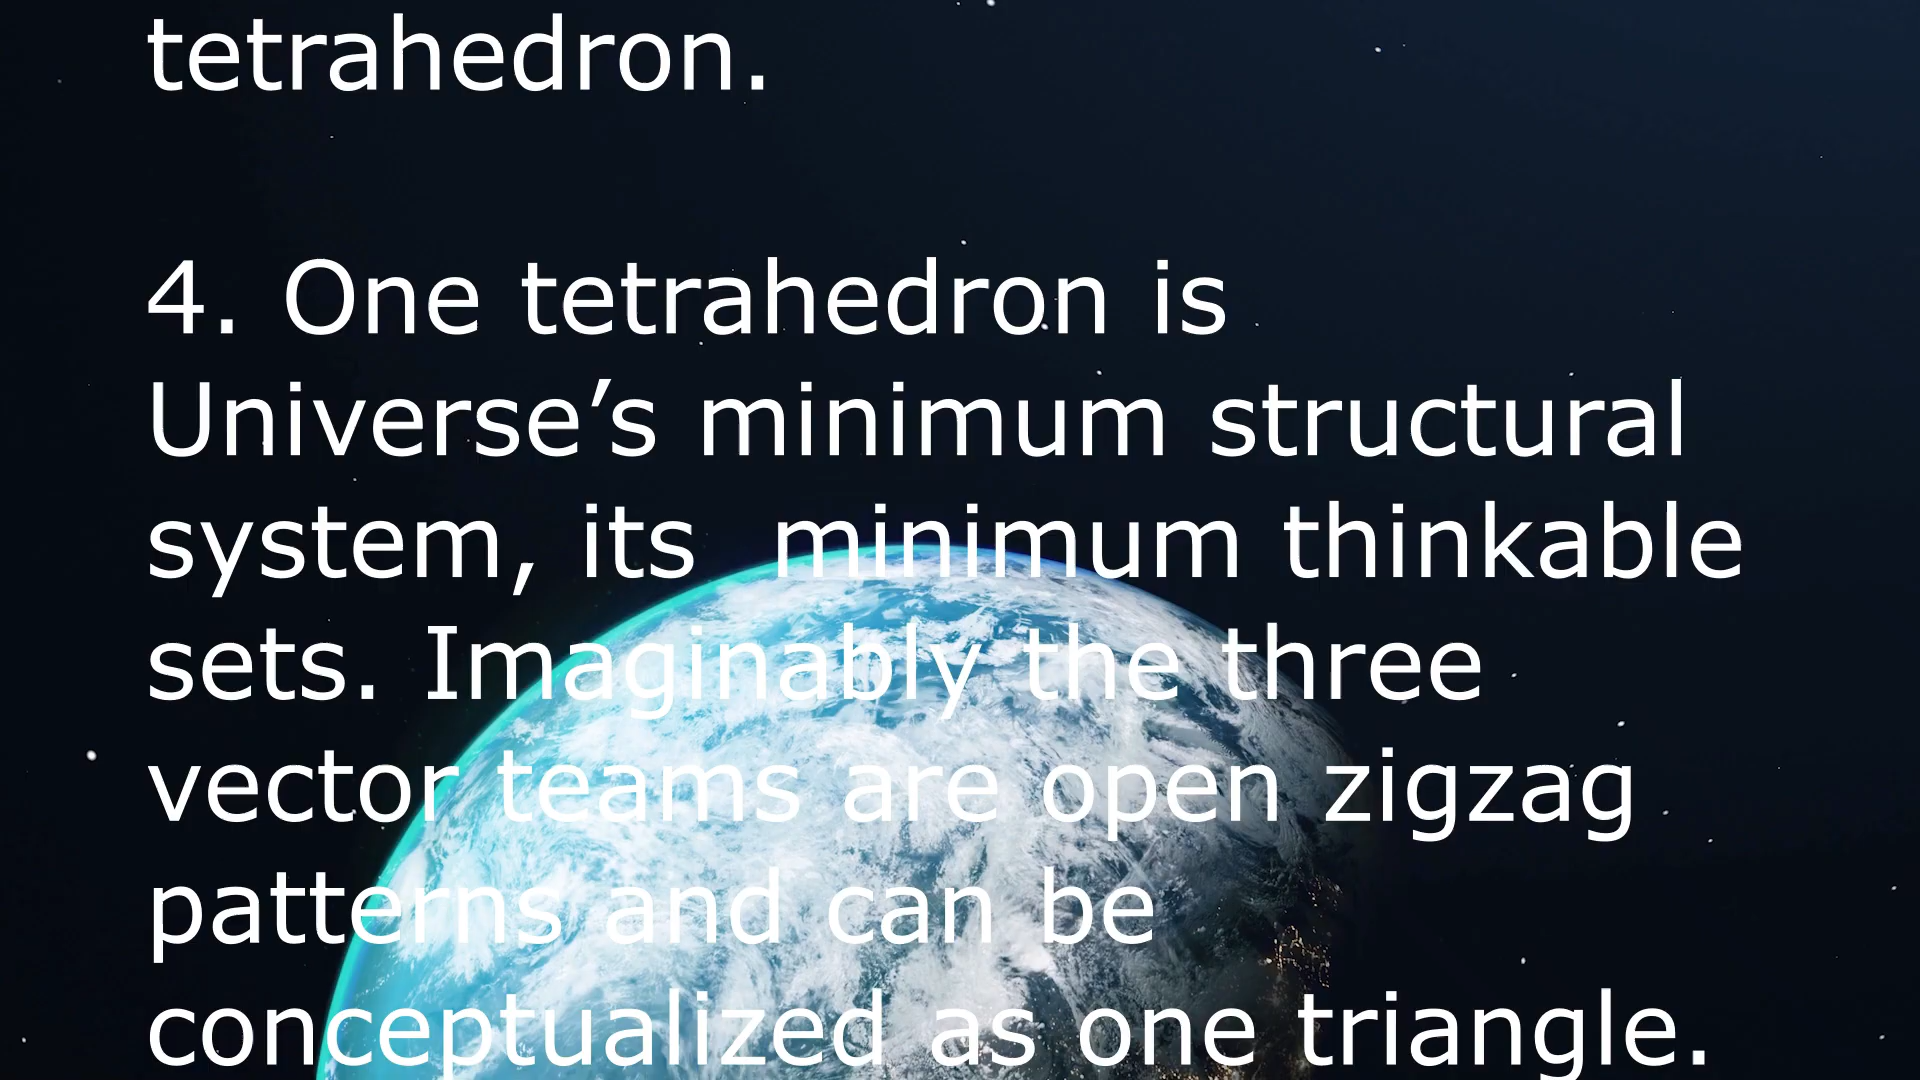 tetrahedron.
4. One tetrahedron is
Universe’s minimum structural
system, its  minimum thinkable
sets. Imaginably the three
vector teams are open zigzag
patterns and can be
conceptualized as one triangle.